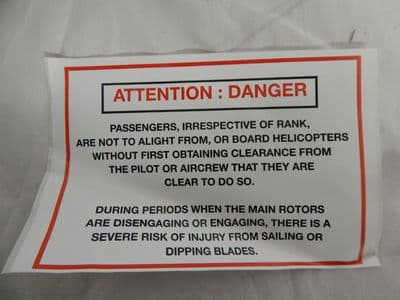 ATTENTION : DANGER
PASSENGERS, IRRESPECTIVE OF RANK,
ARE NOT TO ALIGHT FROM, OR BOARD HELICOPTERS
WITHOUT FIRST OBTAINING CLEARANCE FROM
THE PILOT OR AIRCREW THAT THEY ARE
CLEAR TO DO SO.
DURING PERIODS WHEN THE MAIN ROTORS
ARE DISENGAGING OR ENGAGING, THERE IS A
SEVERE RISK OF INJURY FROM SAILING OR
DIPPING BLADES.